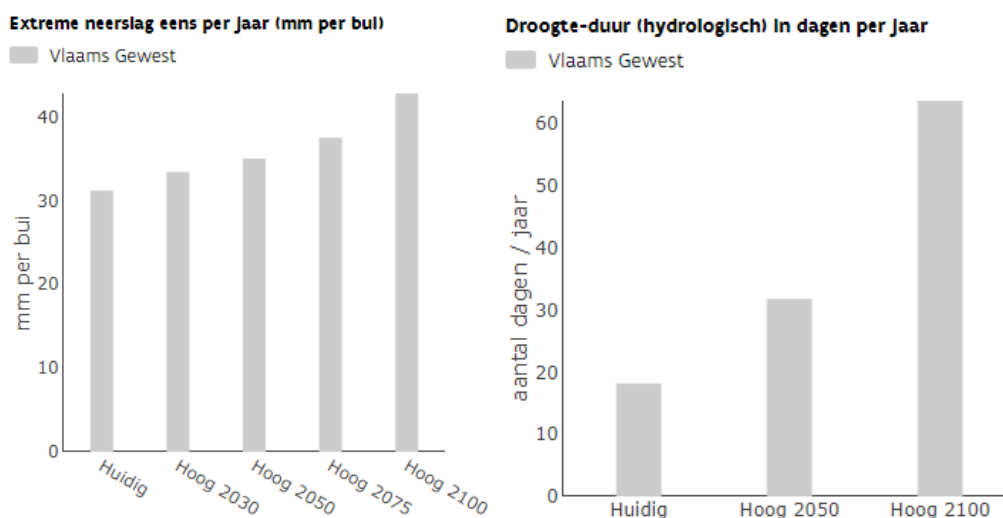 Extreme neerslag eens per jaar (mm per bui)
Vlaams Gewest
mm per bui
40
30
20
10
0
Huidig
Hoog 2030
Hoog 2050
Hoog 2075
Hoog 2100
Droogte-duur (hydrologisch) in dagen per jaar
Vlaams Gewest
aantal dagen / jaar
60
50
40
30
20
10
0
Huidig
Hoog 2050
Hoog 2100